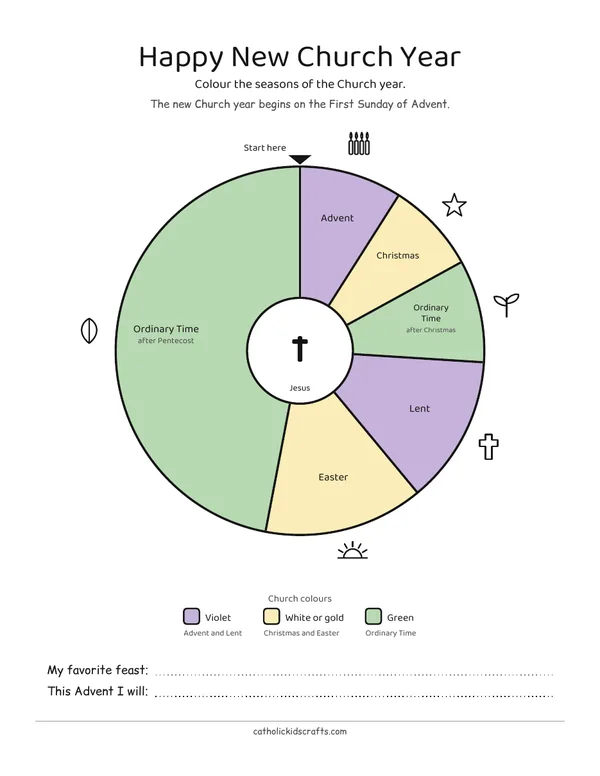 Happy New Church Year
Colour the seasons of the Church year.
The new Church year begins on the First Sunday of Advent.
Start here
Advent
Christmas
Ordinary
Time
after Christmas
Lent
Easter
Ordinary Time
after Pentecost
Jesus
Church colours
Violet
Advent and Lent
White or gold
Christmas and Easter
Green
Ordinary Time
My favorite feast:
This Advent I will:
catholickidscrafts.com